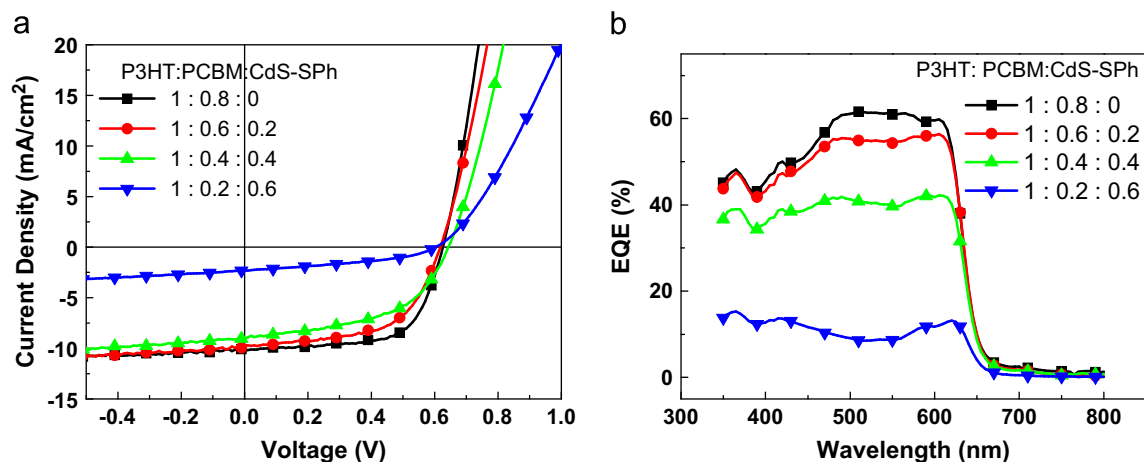 a
P3HT:PCBM:CdS-SPh
1 : 0.8 : 0
1 : 0.6 : 0.2
1 : 0.4 : 0.4
1 : 0.2 : 0.6
20
15
10
5
0
-5
-10
-15
-0.4 -0.2 0.0 0.2 0.4 0.6 0.8 1.0
Voltage (V)
Current Density (mA/cm2)
b
P3HT: PCBM:CdS-SPh
1 : 0.8 : 0
1 : 0.6 : 0.2
1 : 0.4 : 0.4
1 : 0.2 : 0.6
60
40
20
0
300 400 500 600 700 800
Wavelength (nm)
EQE (%)